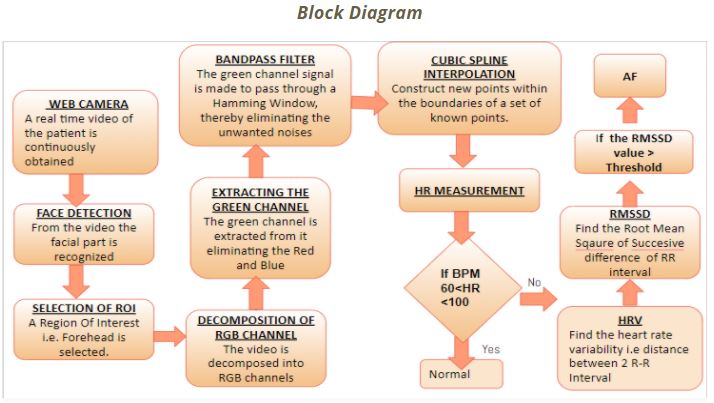 Block Diagram
WEB CAMERA
A real time video of
the patient is
continuously
obtained
FACE DETECTION
From the video the
facial part is
recognized
SELECTION OF ROI
A Region Of Interest
i.e. Forehead is
selected.
DECOMPOSITION OF
RGB CHANNEL
The video is
decomposed into
RGB channels
EXTRACTING THE
GREEN CHANNEL
The green channel is
extracted from it
eliminating the Red
and Blue
BANDPASS FILTER
The green channel signal
is made to pass through a
Hamming Window,
thereby eliminating the
unwanted noises
CUBIC SPLINE
INTERPOLATION
Construct new points within
the boundaries of a set of
known points.
HR MEASUREMENT
If BPM
60<HR
<100
Yes
Normal
No
HRV
Find the heart rate
variability i.e distance
between 2 R-R
Interval
RMSSD
Find the Root Mean
Sqaure of Succesive
difference of RR
interval
If the RMSSD
value >
Threshold
AF